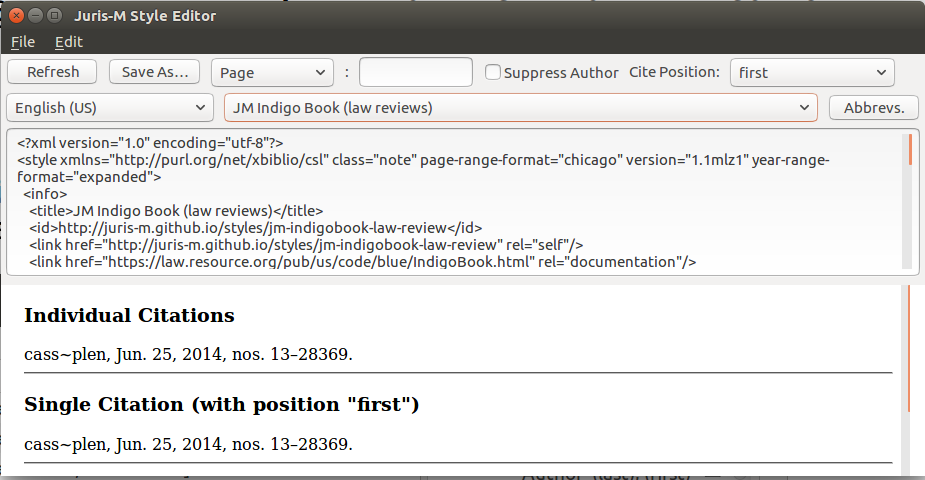 Juris-M Style Editor
File Edit
Refresh Save As... Page : Suppress Author Cite Position: first
English (US) JM Indigo Book (law reviews) Abbrevs.
<?xml version="1.0" encoding="utf-8"?>
<style xmlns="http://purl.org/net/xbiblio/csl" class="note" page-range-format="chicago" version="1.1mlz1" year-range-
format="expanded">
<info>
<title>JM Indigo Book (law reviews)</title>
<id>http://juris-m.github.io/styles/jm-indigobook-law-review</id>
<link href="http://juris-m.github.io/styles/jm-indigobook-law-review" rel="self"/>
<link href="https://law.resource.org/pub/us/code/blue/IndigoBook.html" rel="documentation"/>
Individual Citations
cass~plen, Jun. 25, 2014, nos. 13–28369.
Single Citation (with position "first")
cass~plen, Jun. 25, 2014, nos. 13–28369.